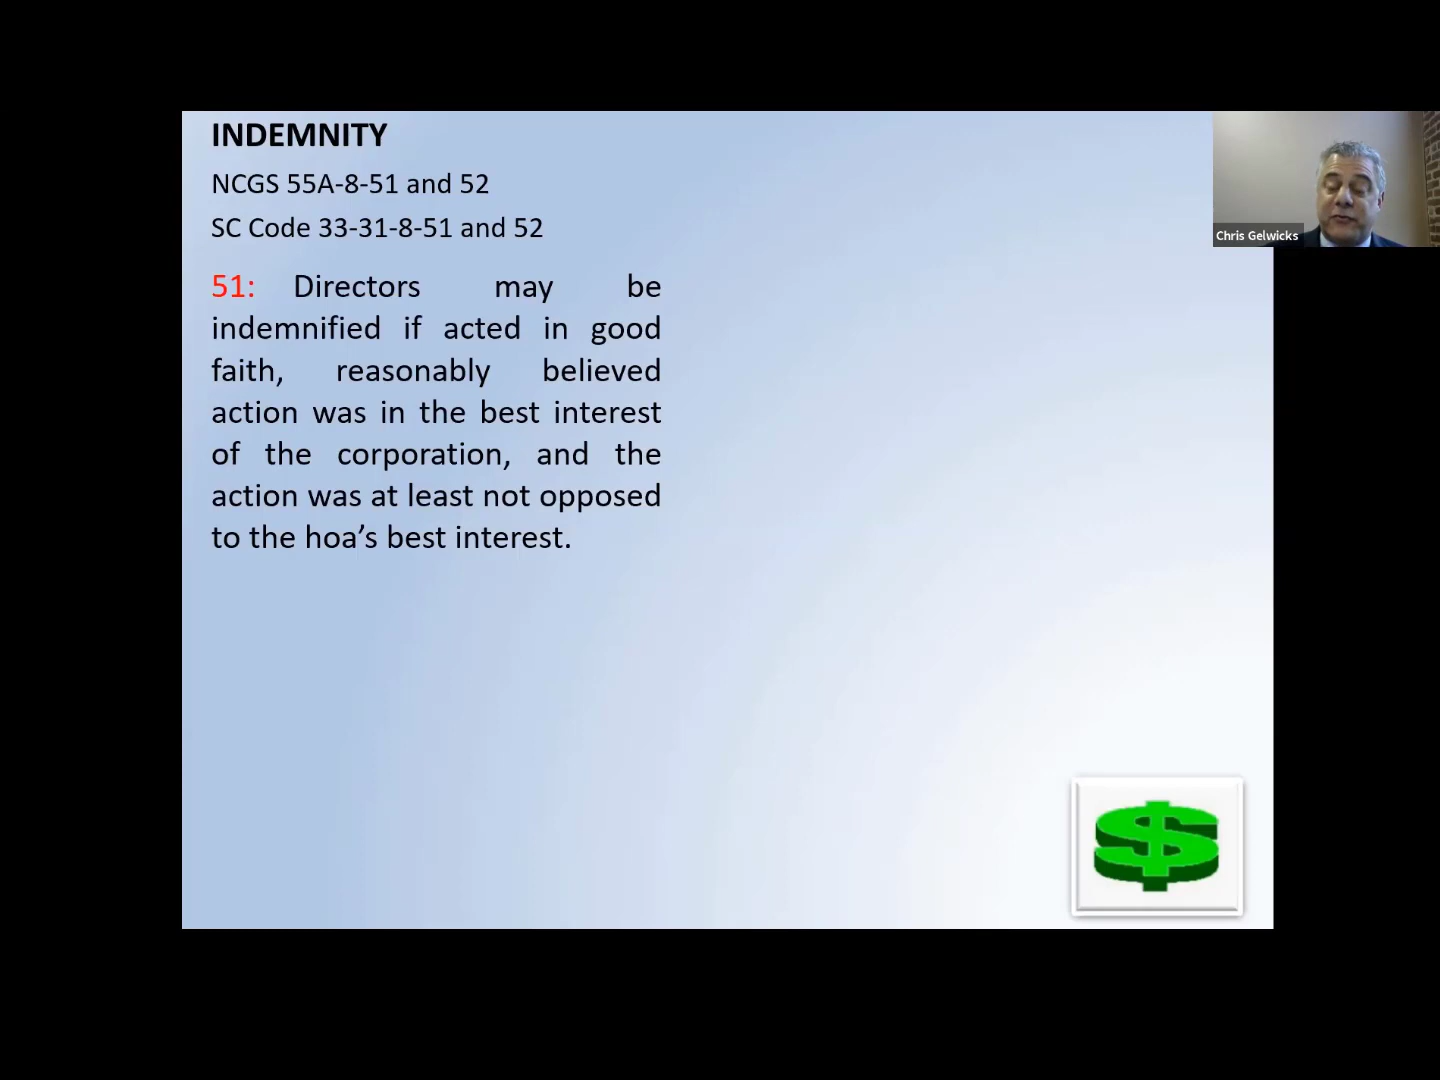 INDEMNITY
NCGS 55A-8-51 and 52
SC Code 33-31-8-51 and 52
51: Directors may be
indemnified if acted in good
faith, reasonably believed
action was in the best interest
of the corporation, and the
action was at least not opposed
to the hoa’s best interest.
Chris Gelwicks